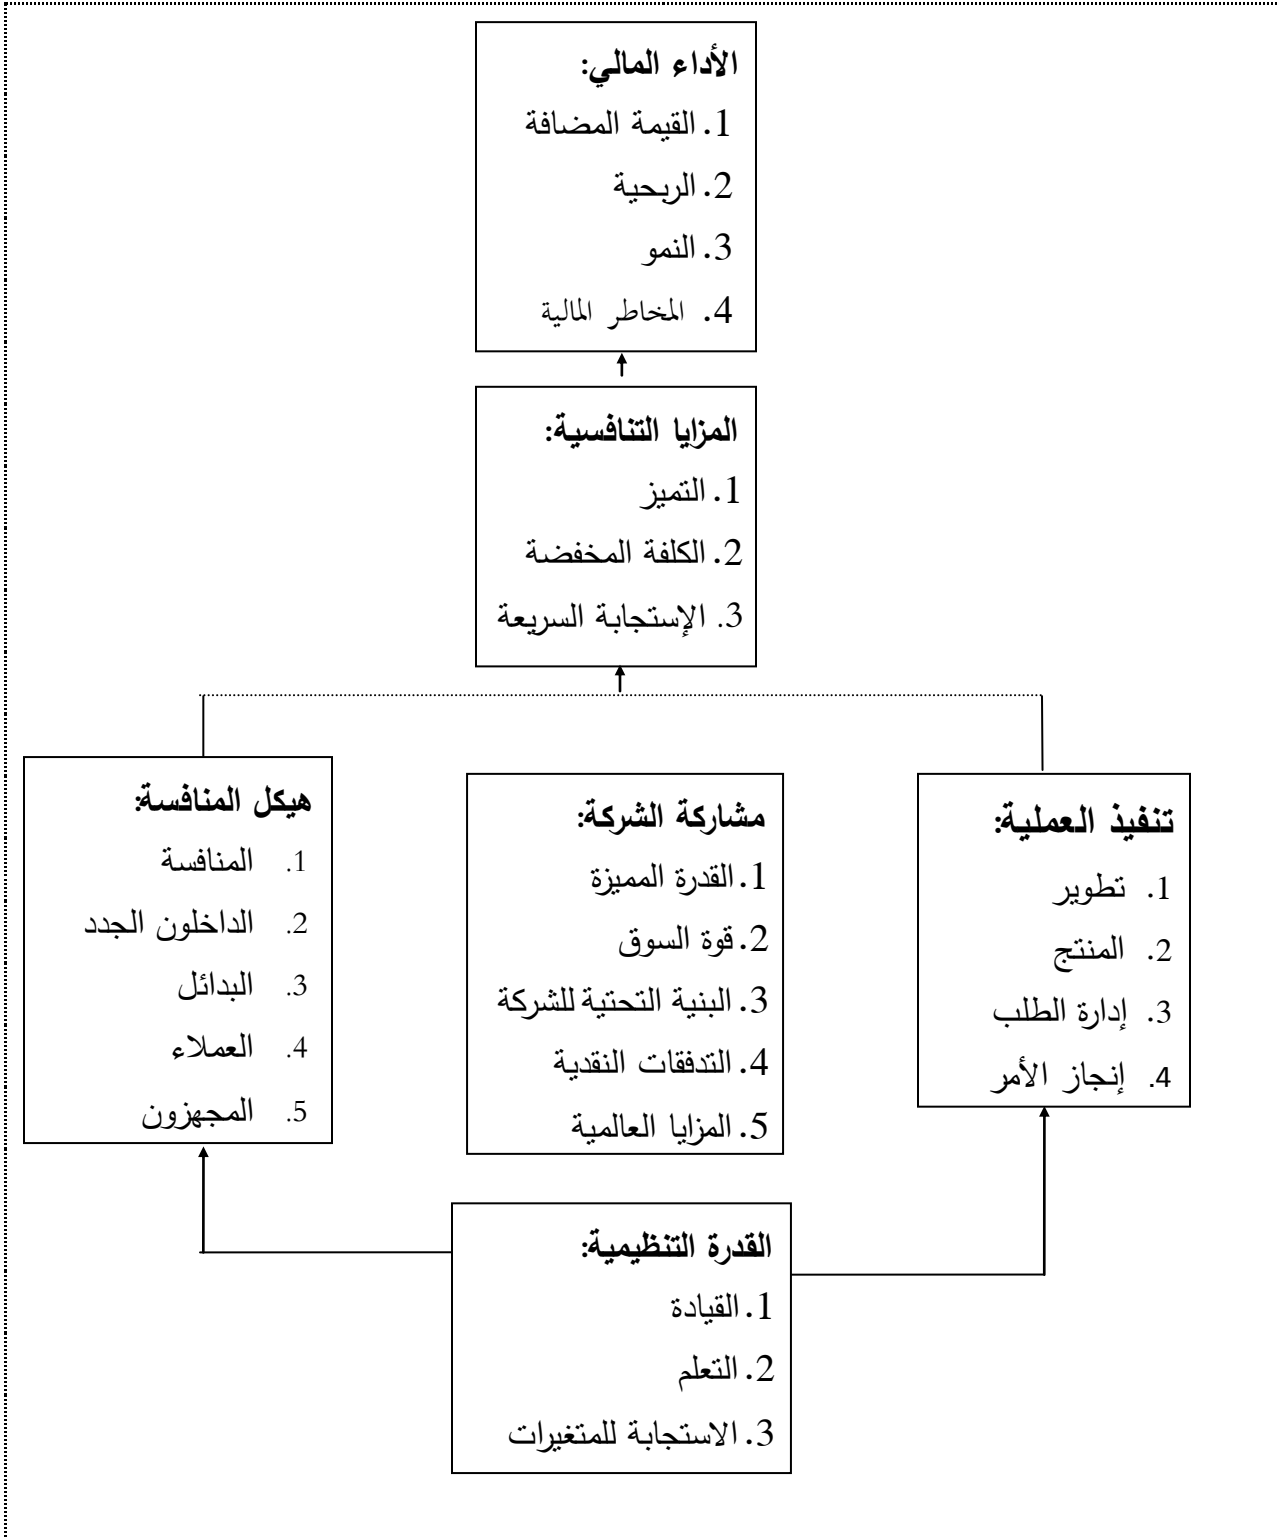 الأداء المالي:
1. القيمة المضافة
2. الربحية
3. النمو
4. المخاطر المالية
المزايا التنافسية:
1. التميز
2. الكلفة المخفضة
3. الإستجابة السريعة
تنفيذ العملية:
1. تطوير
2. المنتج
3. إدارة الطلب
4. إنجاز الأمر
مشاركة الشركة:
1. القدرة المميزة
2. قوة السوق
3. البنية التحتية للشركة
4. التدفقات النقدية
5. المزايا العالمية
هيكل المنافسة:
1. المنافسة
2. الداخلون الجدد
3. البدائل
4. العملاء
5. المجهزون
القدرة التنظيمية:
1. القيادة
2. التعلم
3. الاستجابة للمتغيرات